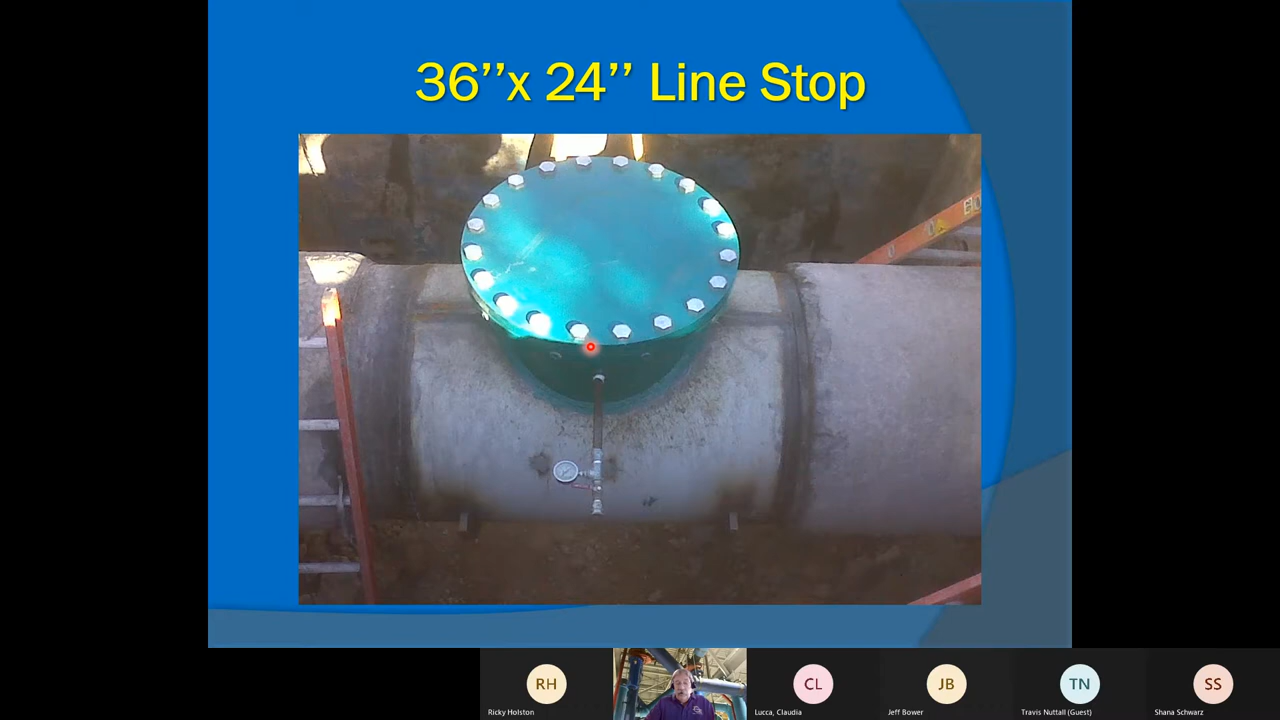 36’’x 24’’ Line Stop
RH
CL
JB
TN
SS
Ricky Holston
Lucca, Claudia
Jeff Bower
Travis Nuttall (Guest)
Shana Schwarz